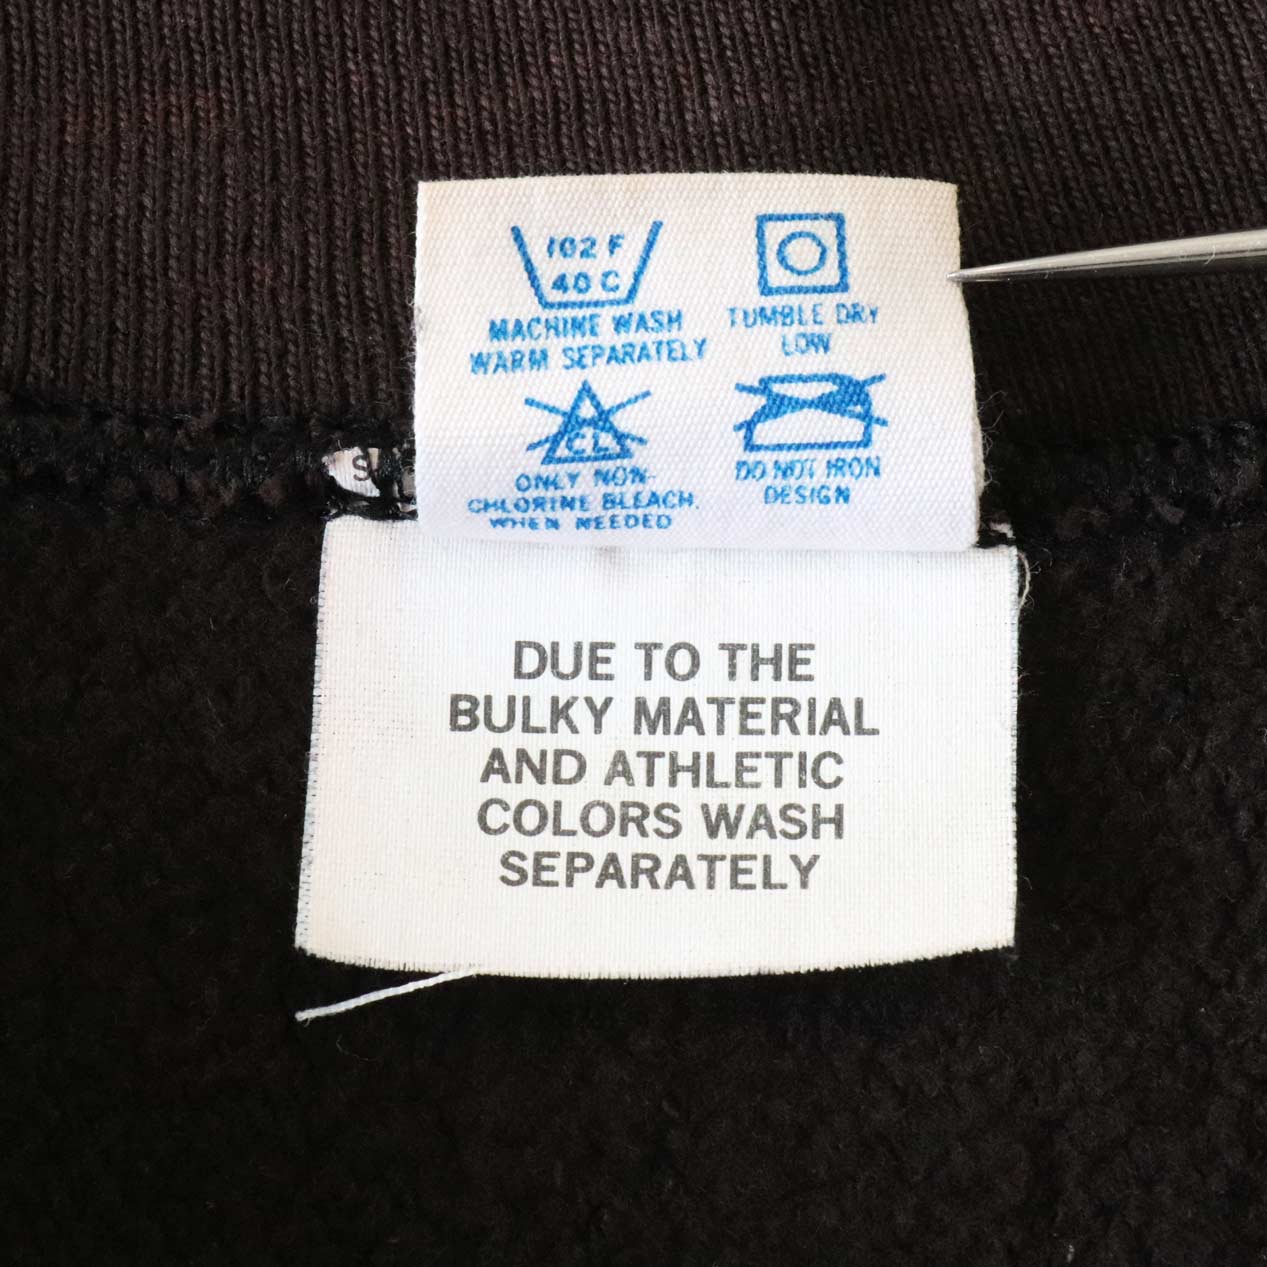 102 F
40 C
MACHINE WASH
WARM SEPARATELY
TUMBLE DRY
LOW
CL
ONLY NON-
CHLORINE BLEACH.
WHEN NEEDED
DO NOT IRON
DESIGN
DUE TO THE
BULKY MATERIAL
AND ATHLETIC
COLORS WASH
SEPARATELY